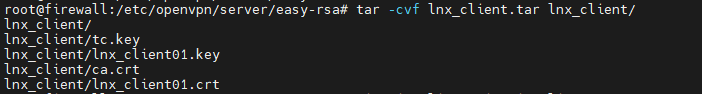 root@firewall:/etc/openvpn/server/easy-rsa# tar -cvf lnx_client.tar lnx_client/
lnx_client/
lnx_client/tc.key
lnx_client/lnx_client01.key
lnx_client/ca.crt
lnx_client/lnx_client01.crt